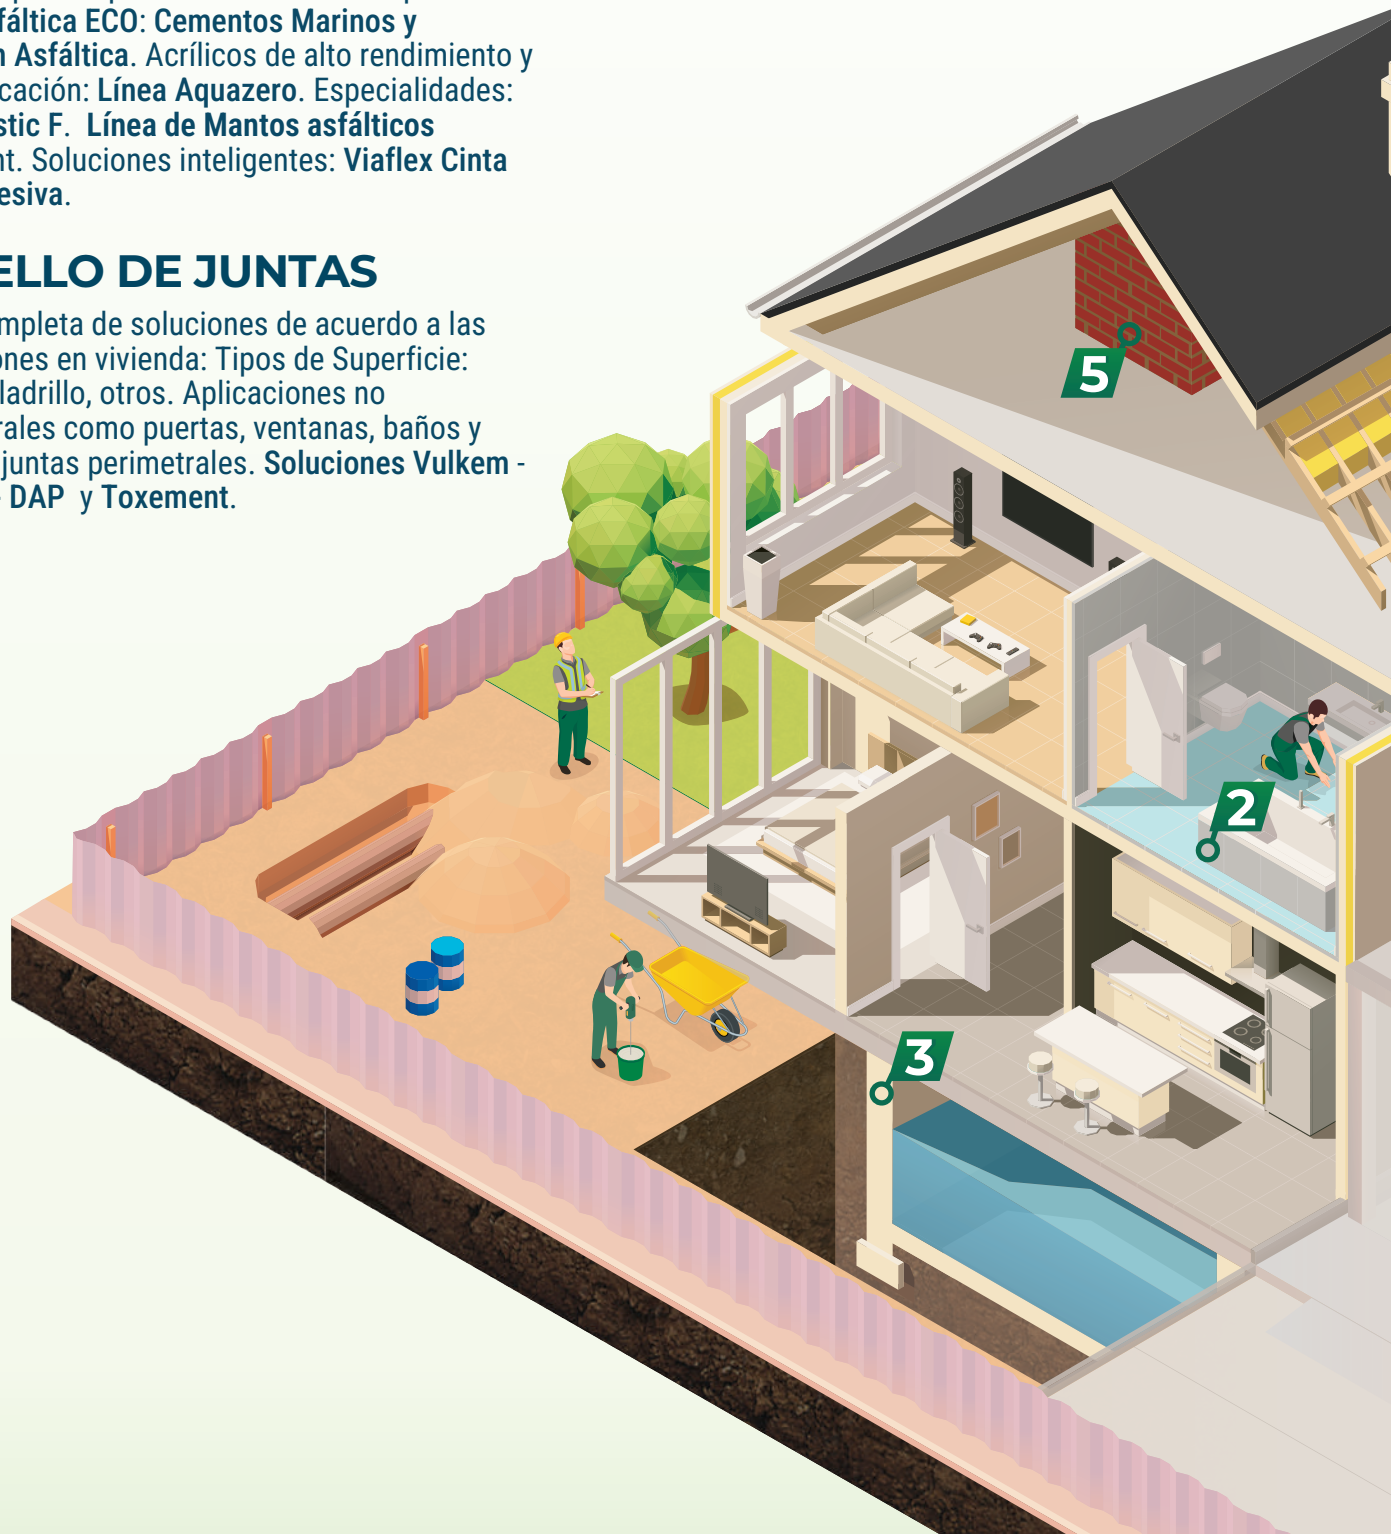 fáltica ECO: Cementos Marinos y
n Asfáltica. Acrílicos de alto rendimiento y
cación: Línea Aquazero. Especialidades:
stic F. Línea de Mantos asfálticos
nt. Soluciones inteligentes: Viaflex Cinta
esiva.
ELLO DE JUNTAS
mpleta de soluciones de acuerdo a las
ones en vivienda: Tipos de Superficie:
ladrillo, otros. Aplicaciones no
rales como puertas, ventanas, baños y
juntas perimetrales. Soluciones Vulkem -
- DAP y Toxement.
5
2
3